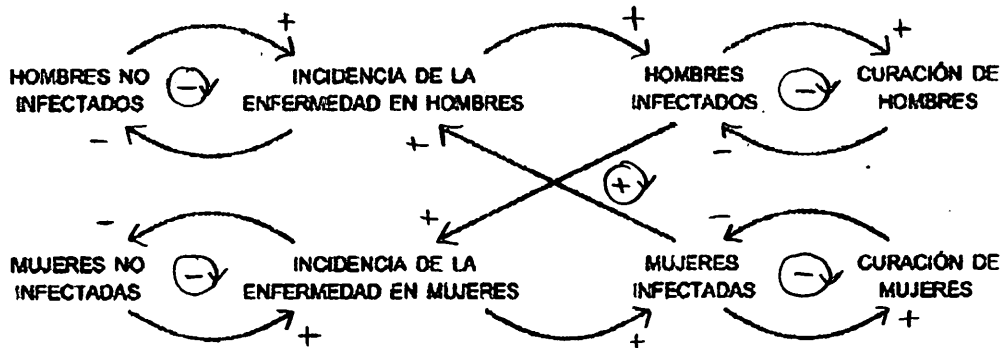 + + +
HOMBRES NO INFECTADOS
-
INCIDENCIA DE LA ENFERMEDAD EN HOMBRES
HOMBRES INFECTADOS
-
CURACIÓN DE HOMBRES
- + -
+ +
- -
MUJERES NO INFECTADAS
-
INCIDENCIA DE LA ENFERMEDAD EN MUJERES
MUJERES INFECTADAS
-
CURACIÓN DE MUJERES
+ + +